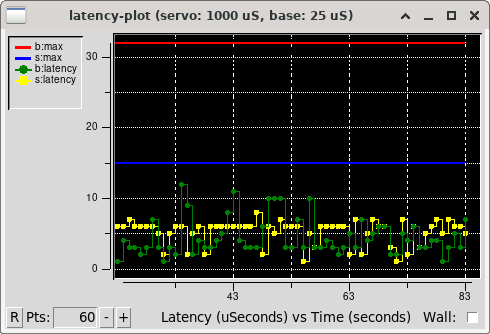 latency-plot (servo: 1000 uS, base: 25 uS)
b:max
s:max
b:latency
s:latency
30
20
10
0
43 63 83
R Pts: 60 - + Latency (uSeconds) vs Time (seconds) Wall: